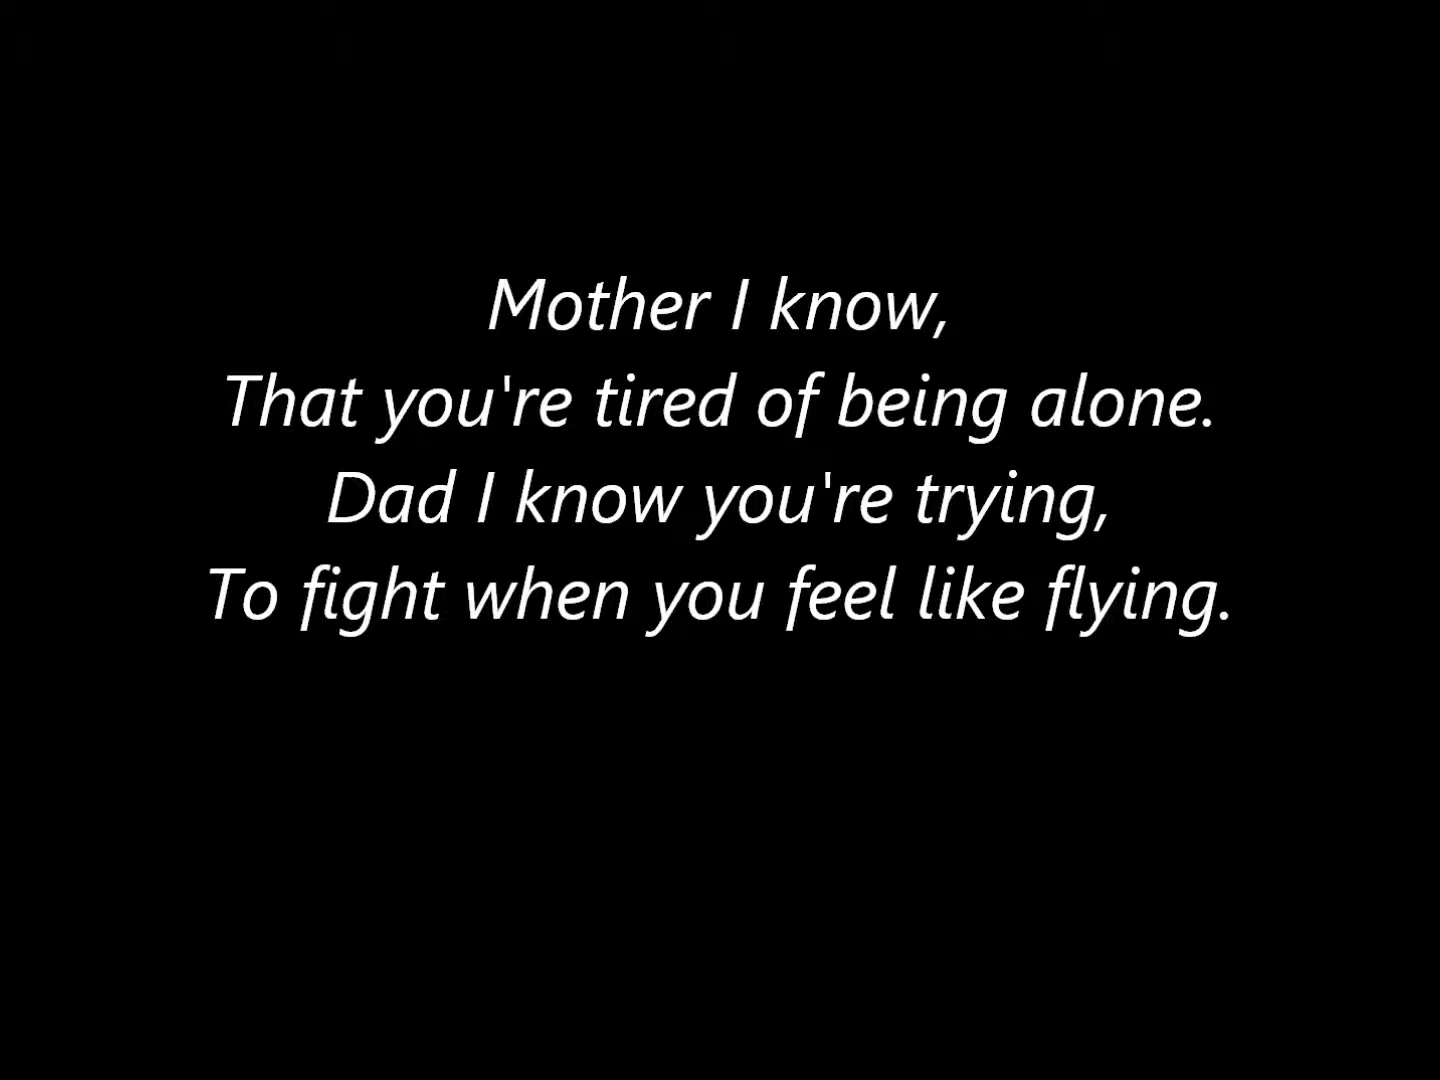 Mother I know,
That you're tired of being alone.
Dad I know you're trying,
To fight when you feel like flying.